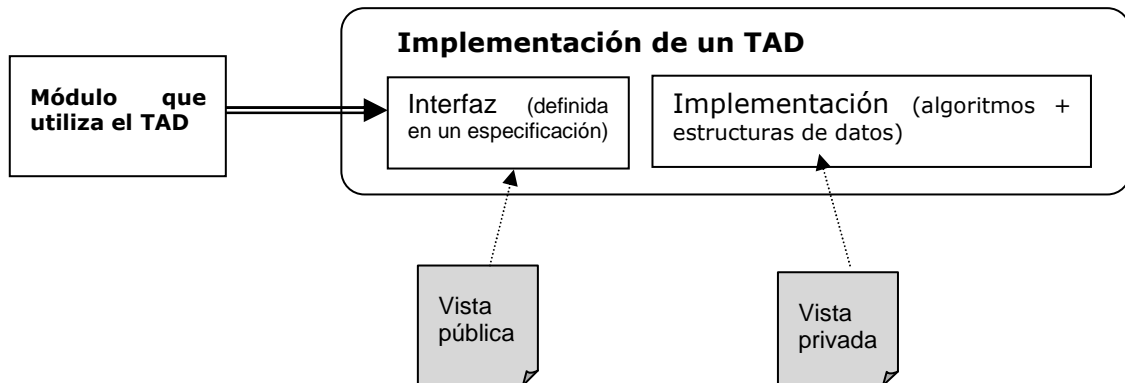 Implementación de un TAD
Módulo que
utiliza el TAD
Interfaz (definida
en un especificación)
Implementación (algoritmos +
estructuras de datos)
Vista
pública
Vista
privada